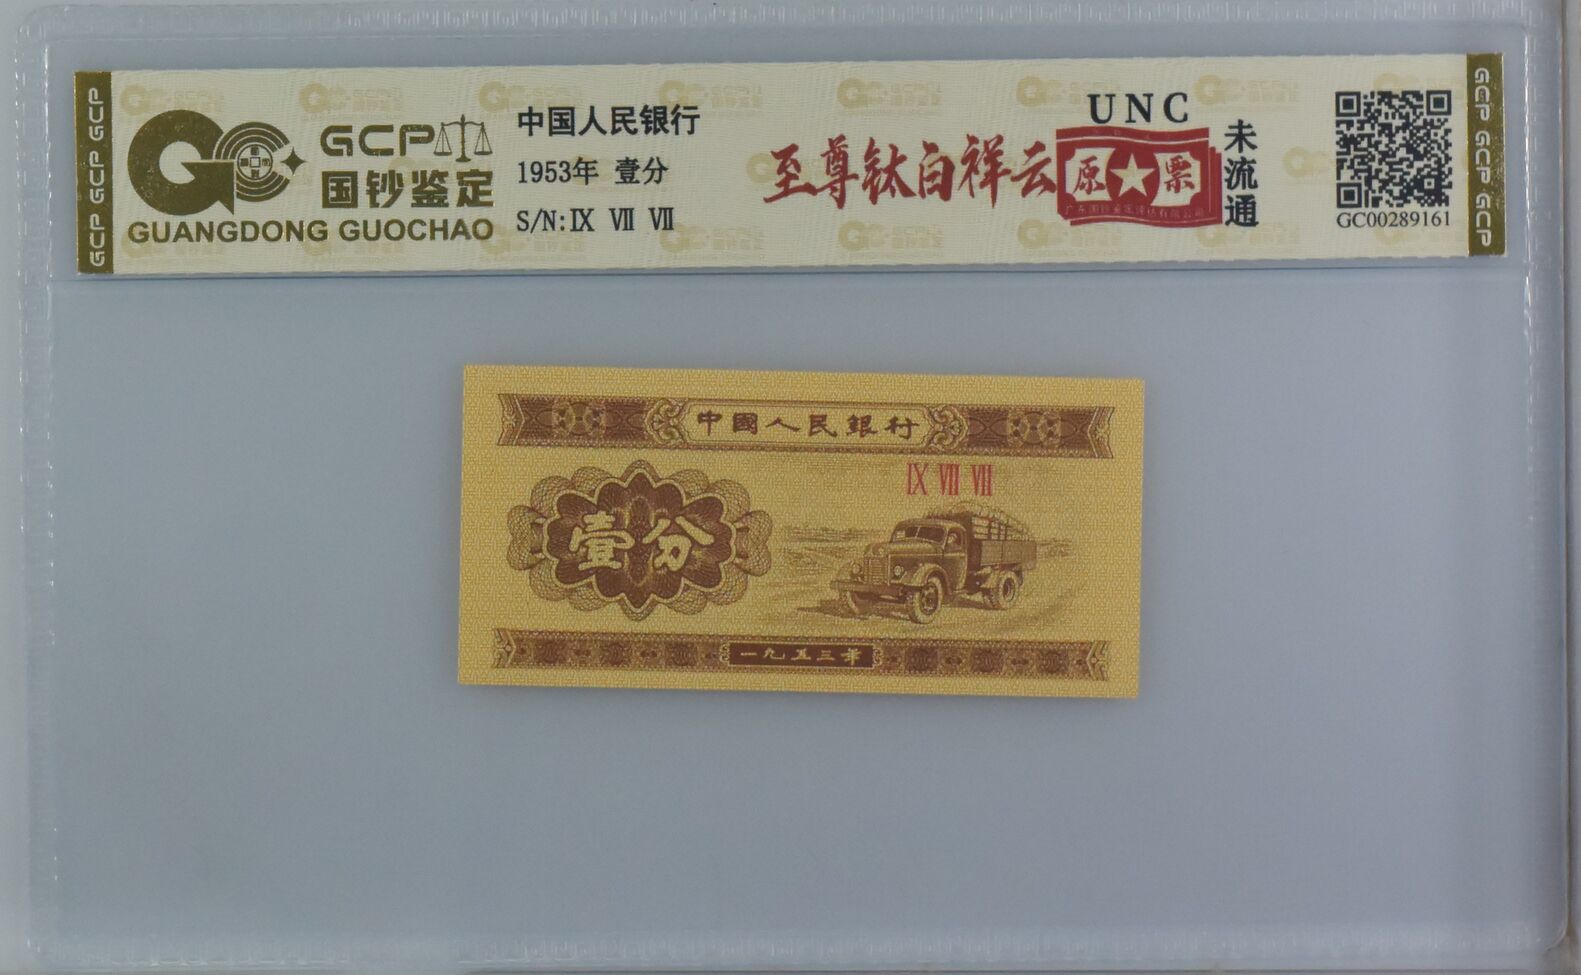 GCP GCP GCP
GCP
国钞鉴定
GUANGDONG GUOCHAO
中国人民银行
1953年 壹分
S/N:Ⅸ Ⅶ Ⅶ
至尊钛白祥云
原票
UNC
未流通
GC00289161
GCP GCP GCP
中國人民銀行
Ⅸ Ⅶ Ⅶ
壹分
一九五三年